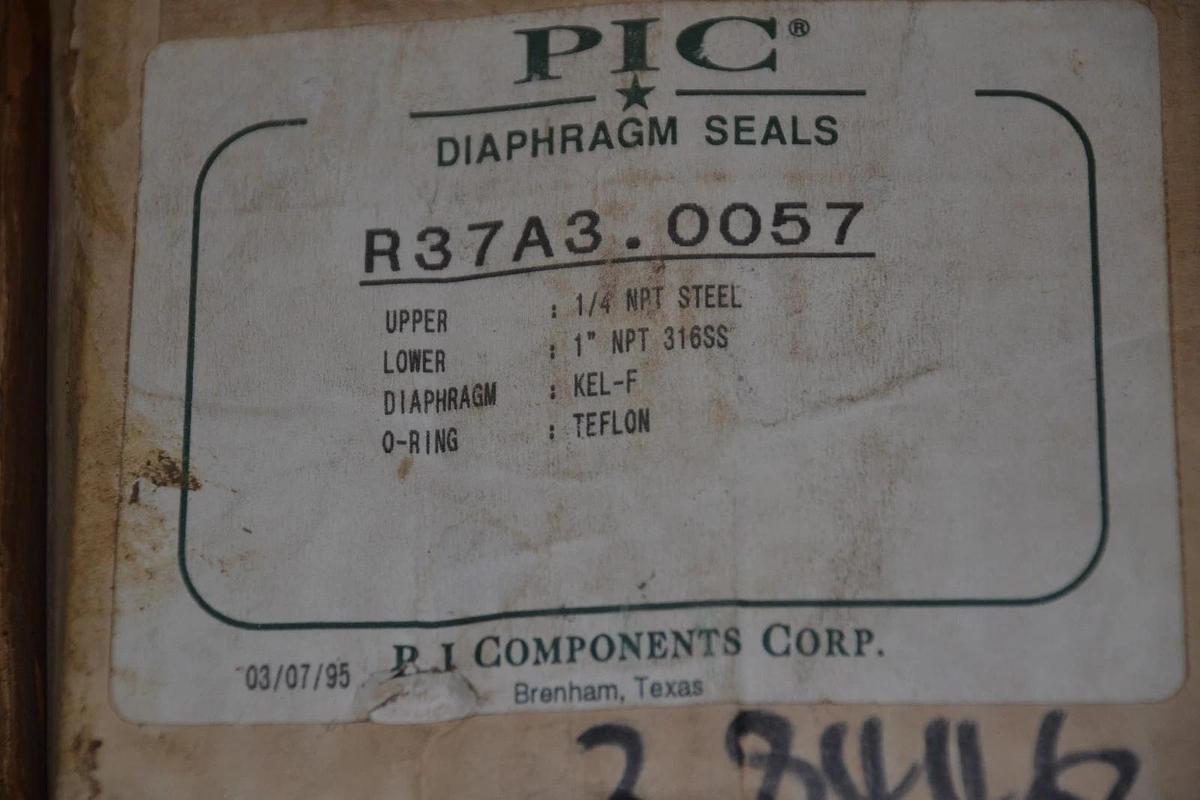 PIC®
DIAPHRAGM SEALS
R37A3.0057
UPPER : 1/4 NPT STEEL
LOWER : 1" NPT 316SS
DIAPHRAGM : KEL-F
O-RING : TEFLON
P I COMPONENTS CORP.
03/07/95
Brenham, Texas